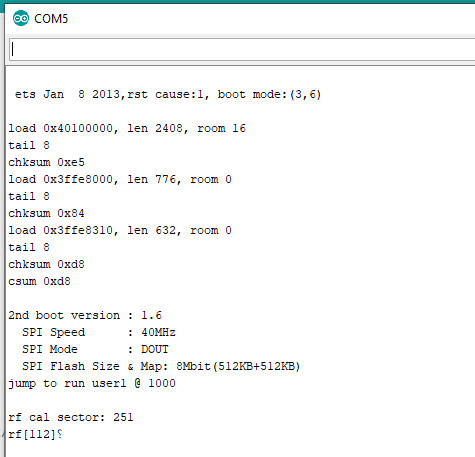 COM5
ets Jan  8 2013,rst cause:1, boot mode:(3,6)
load 0x40100000, len 2408, room 16
tail 8
chksum 0xe5
load 0x3ffe8000, len 776, room 0
tail 8
chksum 0x84
load 0x3ffe8310, len 632, room 0
tail 8
chksum 0xd8
csum 0xd8
2nd boot version : 1.6
  SPI Speed      : 40MHz
  SPI Mode       : DOUT
  SPI Flash Size & Map: 8Mbit(512KB+512KB)
jump to run user1 @ 1000
rf cal sector: 251
rf[112]⸮